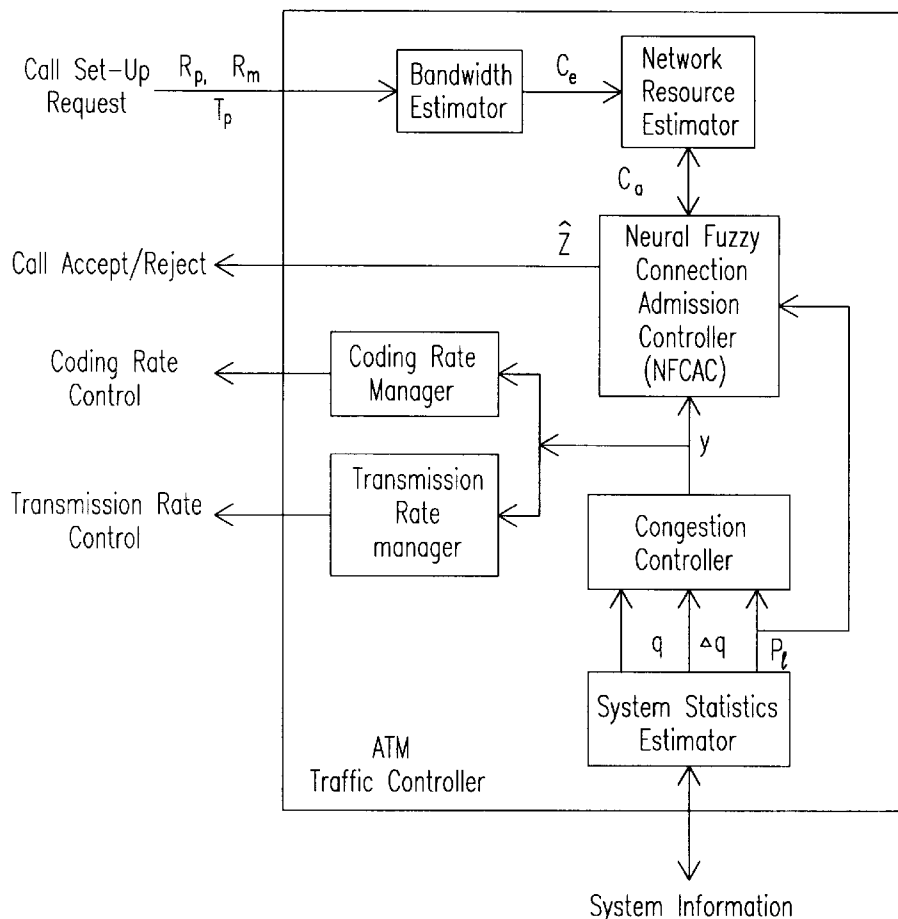 Call Set-Up
Request
R_p, R_m
T_p
Bandwidth
Estimator
C_e
Network
Resource
Estimator
C_a
Ẑ
Call Accept/Reject
Neural Fuzzy
Connection
Admission
Controller
(NFCAC)
Coding Rate
Control
Coding Rate
Manager
y
Transmission Rate
Control
Transmission
Rate
manager
Congestion
Controller
q
Δq
P_ℓ
System Statistics
Estimator
ATM
Traffic Controller
System Information